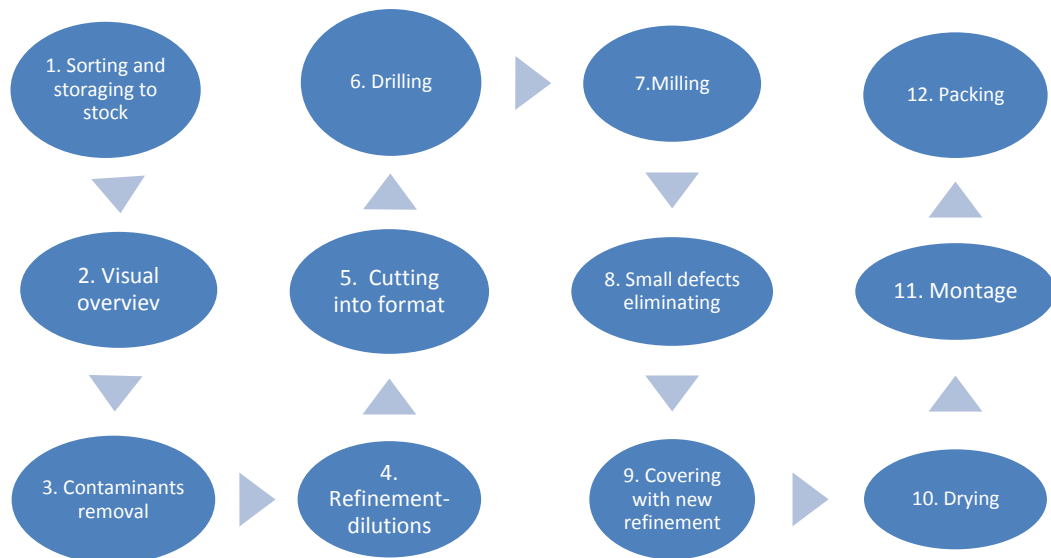 1. Sorting and
storaging to
stock
2. Visual
overviev
3. Contaminants
removal
4.
Refinement-
dilutions
5. Cutting
into format
6. Drilling
7.Milling
8. Small defects
eliminating
9. Covering
with new
refinement
10. Drying
11. Montage
12. Packing